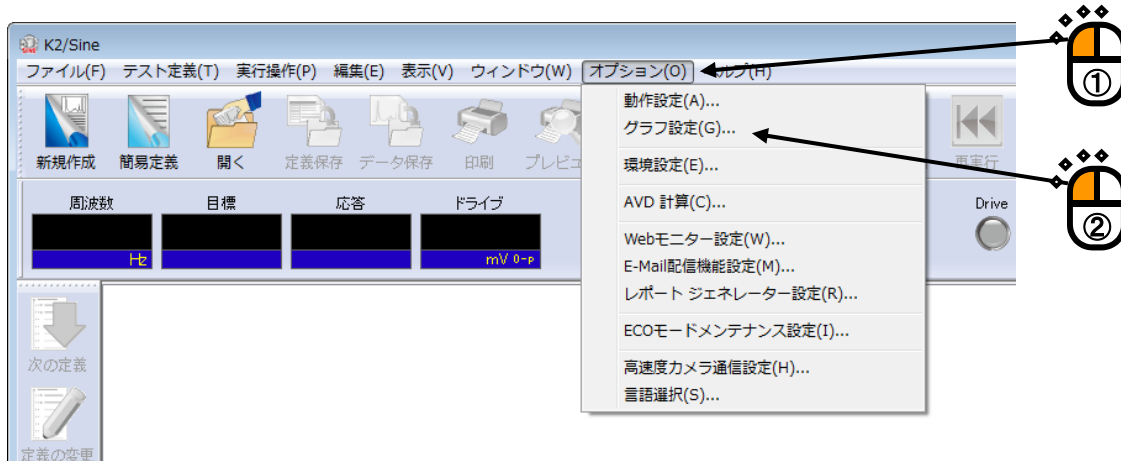 K2/Sine
ファイル(F) テスト定義(T) 実行操作(P) 編集(E) 表示(V) ウィンドウ(W) オプション(O) ヘルプ(H)
動作設定(A)...
グラフ設定(G)...
環境設定(E)...
AVD 計算(C)...
Webモニター設定(W)...
E-Mail配信機能設定(M)...
レポート ジェネレーター設定(R)...
ECOモードメンテナンス設定(I)...
高速度カメラ通信設定(H)...
言語選択(S)...
新規作成 簡易定義 開く 定義保存 データ保存 印刷 プレビュ 再実行
周波数 目標 応答 ドライブ Drive
Hz mV 0-p
次の定義
定義の変更
①
②